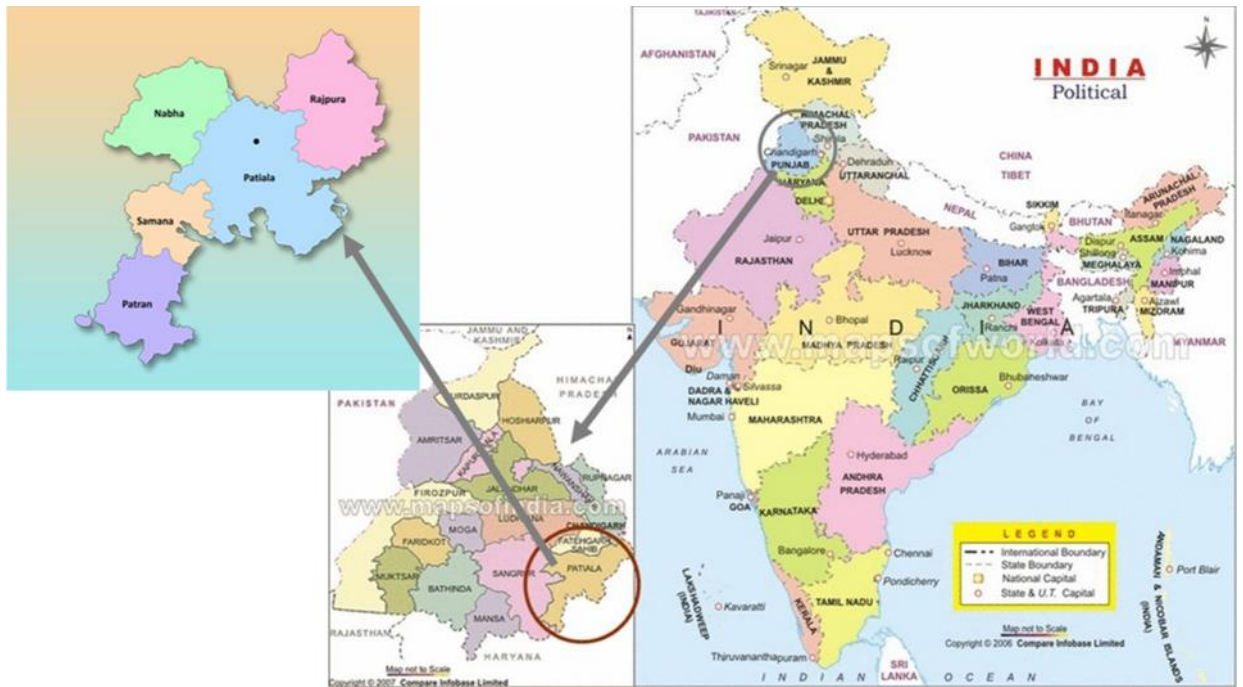 Nabha
Rajpura
Patiala
Samana
Patran
JAMMU AND
KASHMIR
HIMACHAL
PRADESH
PAKISTAN
HOSHIARPUR
AMRITSAR
RUPNAGAR
FIROZPUR
www.mapsofindia.com
MOGA
CHANDIGARH
FARIDKOT
FATEHGARH
SAHIB
PATIALA
MUKTSAR
BATHINDA
MANSA
RAJASTHAN
HARYANA
Map not to Scale
Copyright © 2007 Compare Infobase Limited
TAJIKISTAN
AFGHANISTAN
N
INDIA
Political
JAMMU
&
KASHMIR
Srinagar
HIMACHAL
PRADESH
Shimla
PAKISTAN
Chandigarh
PUNJAB
Dehradun
UTTARANCHAL
CHINA
TIBET
HARYANA
DELHI
NEPAL
SIKKIM
Gangtok
BHUTAN
ARUNACHAL
PRADESH
Itanagar
Jaipur
RAJASTHAN
UTTAR PRADESH
Lucknow
BIHAR
Patna
Dispur
ASSAM
Shillong
MEGHALAYA
NAGALAND
Kohima
Imphal
MANIPUR
BANGLADESH
Agartala
TRIPURA
Aizawl
MIZORAM
Gandhinagar
GUJARAT
Bhopal
MADHYA PRADESH
JHARKHAND
Ranchi
WEST
BENGAL
Kolkata
I N D I A
www.mapsofworld.com
MYANMAR
Raipur
CHHATTISGARH
DIU
Daman
Silvassa
DADRA &
NAGAR HAVELI
Mumbai
MAHARASHTRA
ORISSA
Bhubaneshwar
BAY
OF
BENGAL
ARABIAN
SEA
Hyderabad
ANDHRA
PRADESH
Panaji
GOA
KARNATAKA
Bangalore
Chennai
Pondicherry
TAMIL NADU
KERALA
LAKSHADWEEP
(INDIA)
Kavaratti
Thiruvananthapuram
SRI
LANKA
INDIAN OCEAN
LEGEND
International Boundary
State Boundary
National Capital
State & U.T. Capital
Map not to Scale
Copyright © 2006 Compare Infobase Limited
ANDAMAN & NICOBAR ISLANDS
(INDIA)
Port Blair